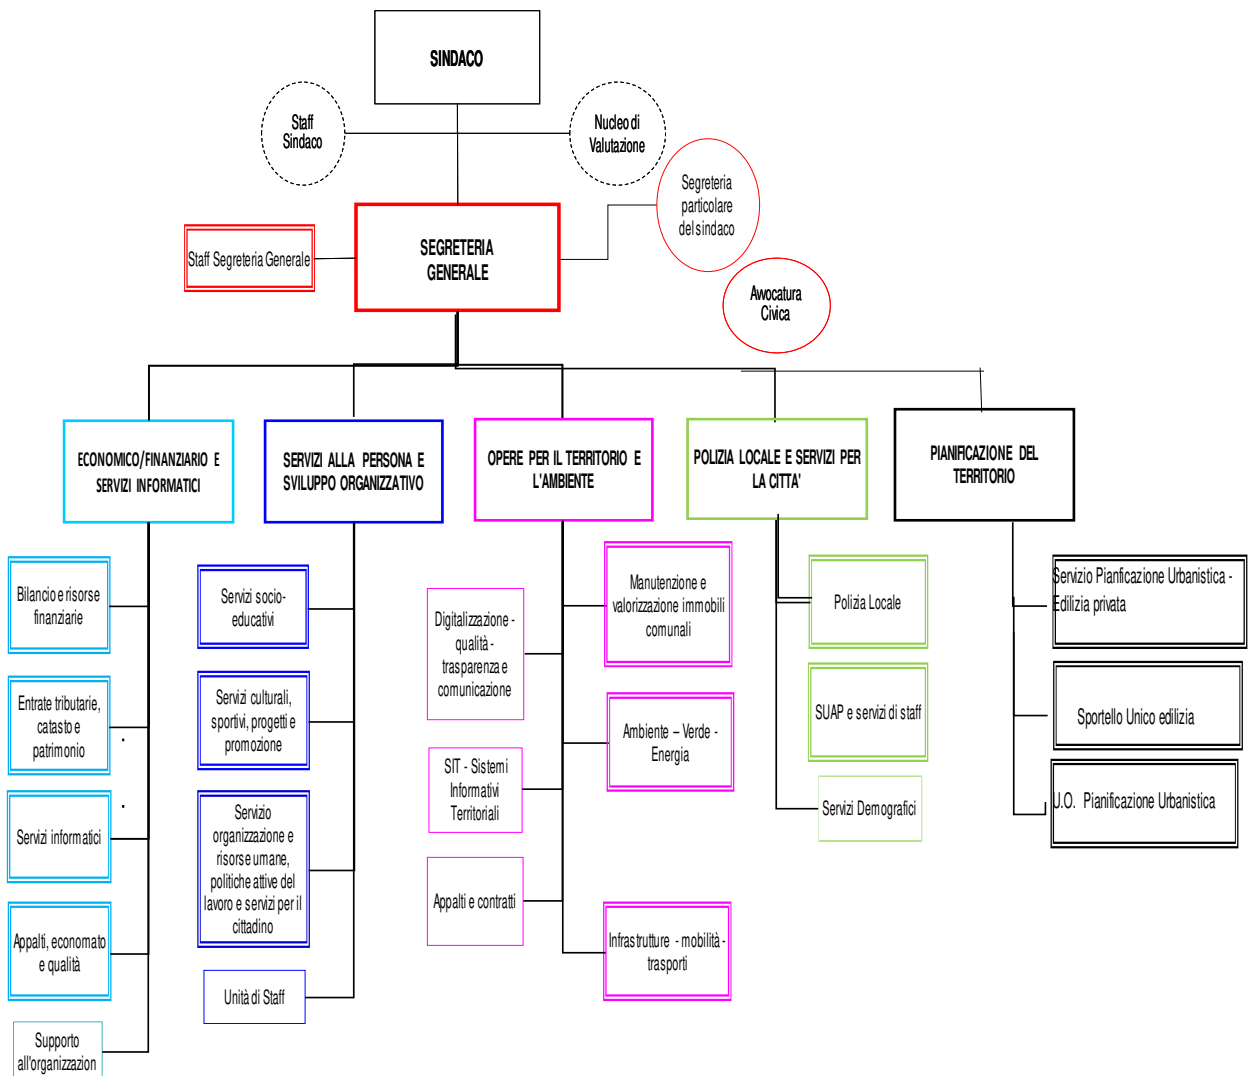 SINDACO
Staff
Sindaco
Nucleo di
Valutazione
Segreteria
particolare
del sindaco
Staff Segreteria Generale
SEGRETERIA
GENERALE
Avvocatura
Civica
ECONOMICO/FINANZIARIO E
SERVIZI INFORMATICI
SERVIZI ALLA PERSONA E
SVILUPPO ORGANIZZATIVO
OPERE PER IL TERRITORIO E
L'AMBIENTE
POLIZIA LOCALE E SERVIZI PER
LA CITTA'
PIANIFICAZIONE DEL
TERRITORIO
Bilancio e risorse
finanziarie
Entrate tributarie,
catasto e
patrimonio
Servizi informatici
Appalti, economato
e qualità
Supporto
all'organizzazion
Servizi socio-
educativi
Servizi culturali,
sportivi, progetti e
promozione
Servizio
organizzazione e
risorse umane,
politiche attive del
lavoro e servizi per il
cittadino
Unità di Staff
Digitalizzazione -
qualità -
trasparenza e
comunicazione
SIT - Sistemi
Informativi
Territoriali
Appalti e contratti
Manutenzione e
valorizzazione immobili
comunali
Ambiente – Verde -
Energia
Infrastrutture - mobilità -
trasporti
Polizia Locale
SUAP e servizi di staff
Servizi Demografici
Servizio Pianficazione Urbanistica -
Edilizia privata
Sportello Unico edilizia
U.O. Pianificazione Urbanistica